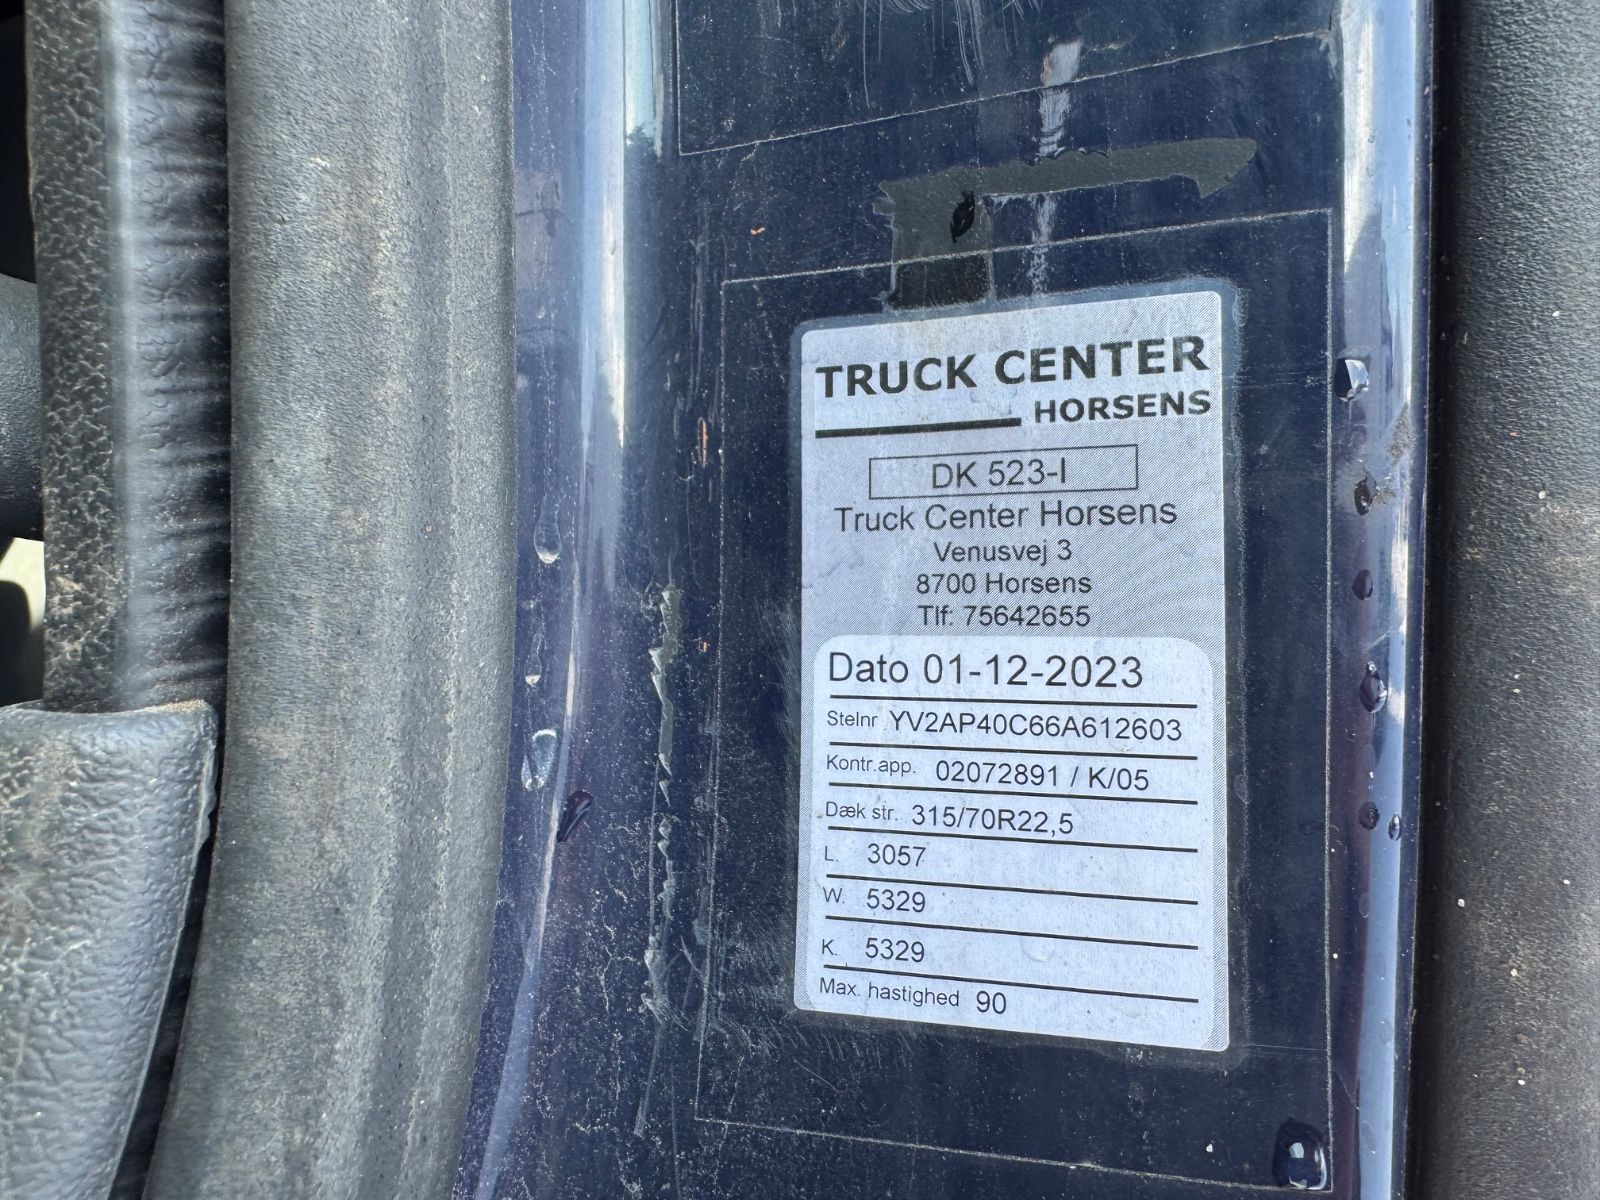 TRUCK CENTER
HORSENS
DK 523-I
Truck Center Horsens
Venusvej 3
8700 Horsens
Tlf: 75642655
Dato 01-12-2023
Stelnr YV2AP40C66A612603
Kontr.app. 02072891 / K/05
Dæk str. 315/70R22,5
L. 3057
W. 5329
K. 5329
Max. hastighed 90